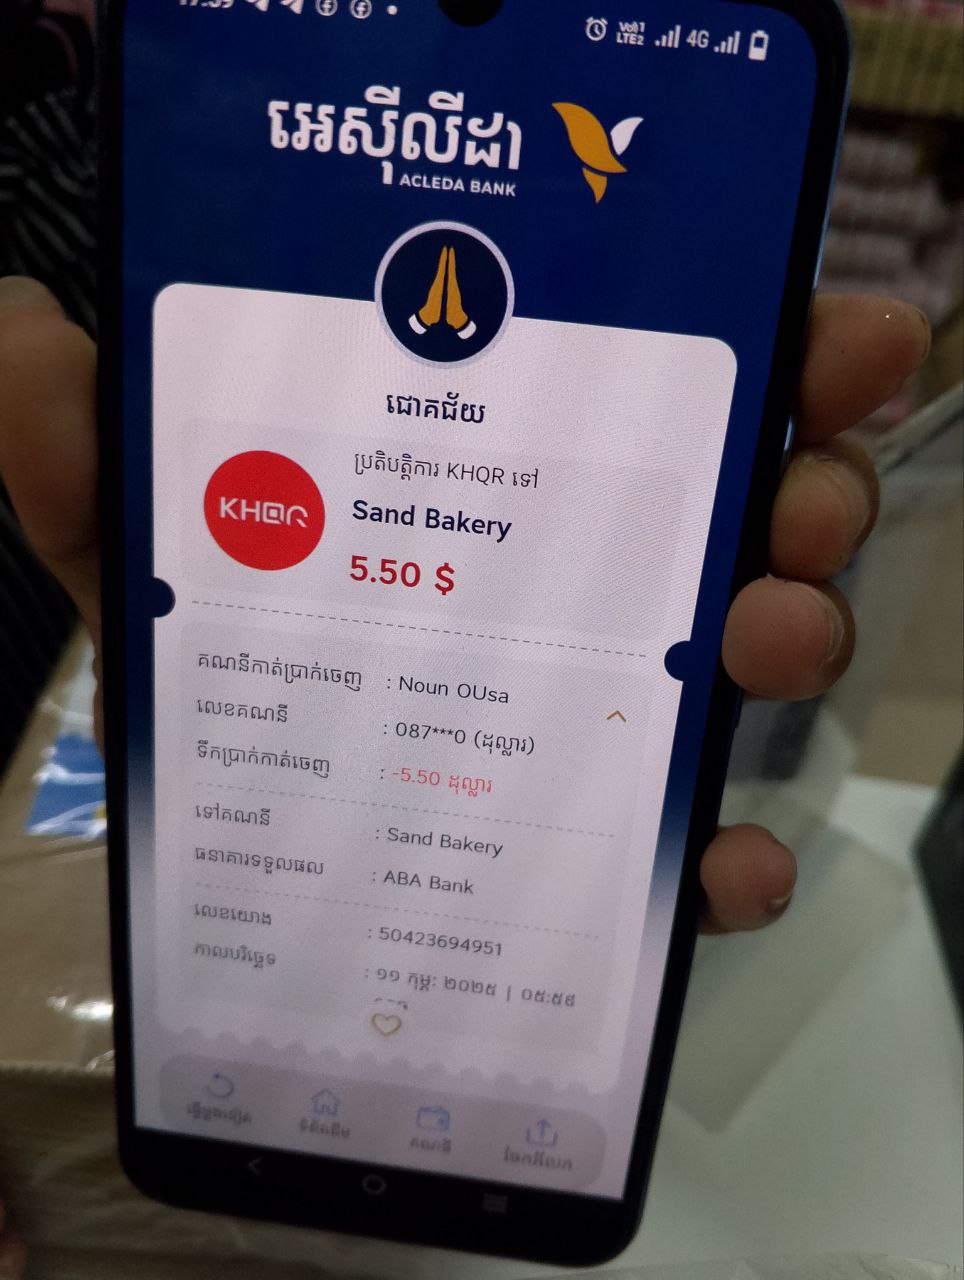 17:59
Vo)) 1
LTE2 4G
អេស៊ីលីដា
ACLEDA BANK
ជោគជ័យ
ប្រតិបត្តិការ KHQR ទៅ
KHQR
Sand Bakery
5.50 $
គណនីកាត់ប្រាក់ចេញ : Noun OUsa
លេខគណនី : 087***0 (ដុល្លារ)
ទឹកប្រាក់កាត់ចេញ : -5.50 ដុល្លារ
ទៅគណនី : Sand Bakery
ធនាគារទទួលផល : ABA Bank
លេខយោង : 50423694951
កាលបរិច្ឆេទ : ១១ កុម្ភៈ ២០២៥ | ០៥:៥៩
ធ្វើម្តងទៀត ទំព័រដើម គណនី ចែករំលែក